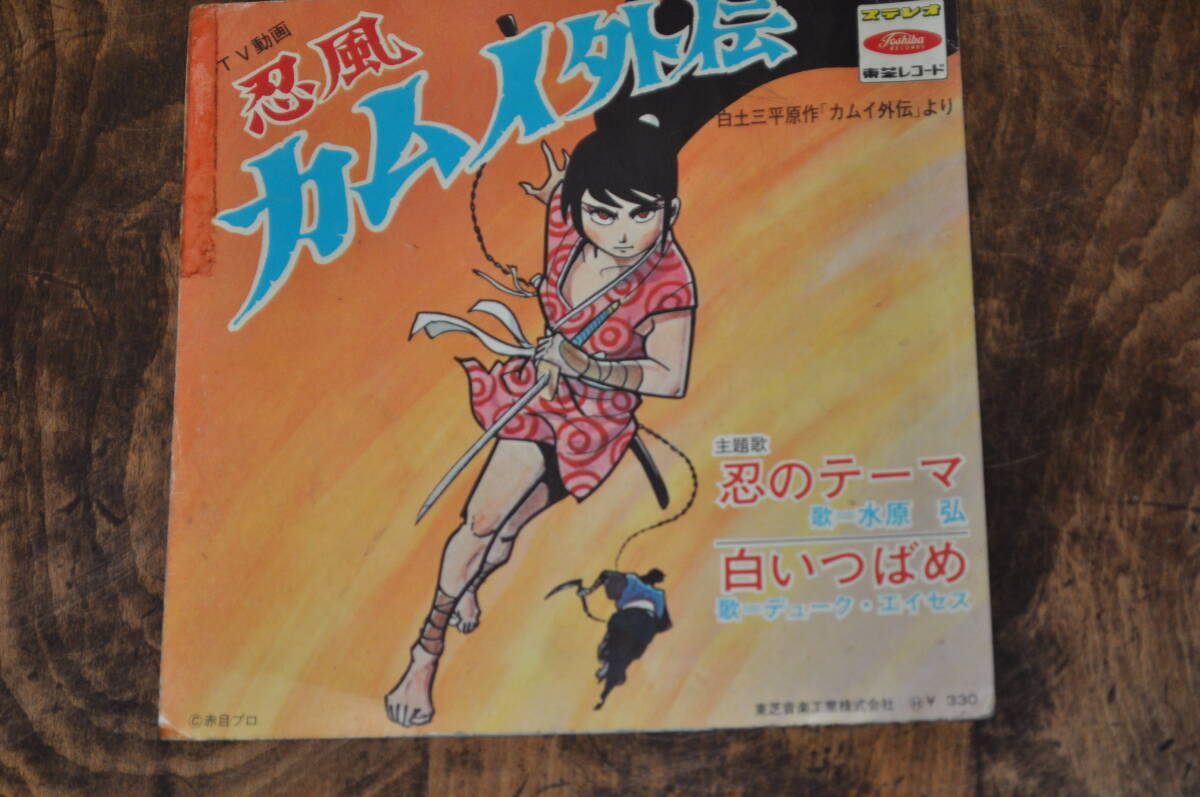 TV動画
忍風
カムイ外伝
ステレオ
Toshiba
RECORDS
東芝レコード
白土三平原作「カムイ外伝」より
主題歌
忍のテーマ
歌=水原 弘
白いつばめ
歌=デューク・エイセス
©赤目プロ
東芝音楽工業株式会社 Ⓗ¥ 330